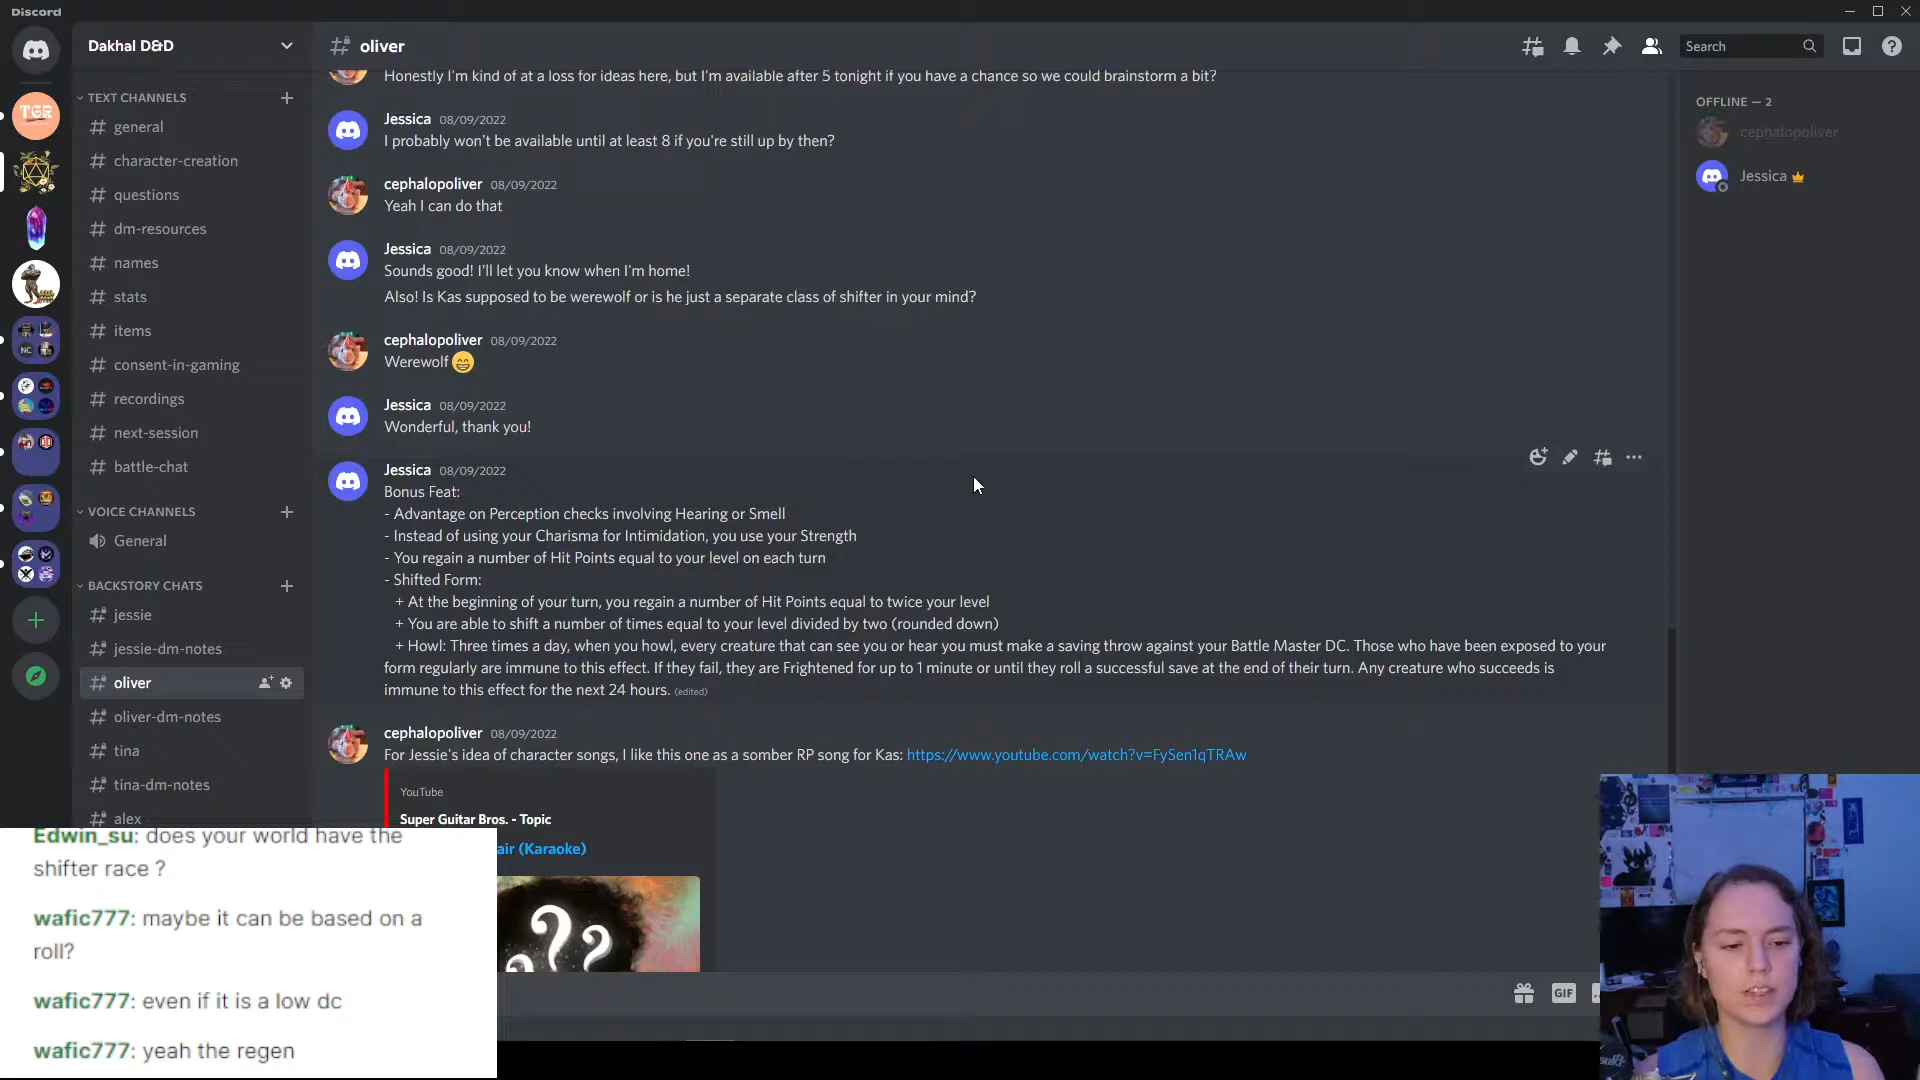 Discord
Dakhal D&D
oliver
Search
TEXT CHANNELS
general
character-creation
questions
dm-resources
names
stats
items
consent-in-gaming
recordings
next-session
battle-chat
VOICE CHANNELS
General
BACKSTORY CHATS
jessie
jessie-dm-notes
oliver
oliver-dm-notes
tina
tina-dm-notes
alex
TGR
NC
Honestly I'm kind of at a loss for ideas here, but I'm available after 5 tonight if you have a chance so we could brainstorm a bit?
Jessica 08/09/2022
I probably won't be available until at least 8 if you're still up by then?
cephalopoliver 08/09/2022
Yeah I can do that
Jessica 08/09/2022
Sounds good! I'll let you know when I'm home!
Also! Is Kas supposed to be werewolf or is he just a separate class of shifter in your mind?
cephalopoliver 08/09/2022
Werewolf 😄
Jessica 08/09/2022
Wonderful, thank you!
Jessica 08/09/2022
Bonus Feat:
- Advantage on Perception checks involving Hearing or Smell
- Instead of using your Charisma for Intimidation, you use your Strength
- You regain a number of Hit Points equal to your level on each turn
- Shifted Form:
+ At the beginning of your turn, you regain a number of Hit Points equal to twice your level
+ You are able to shift a number of times equal to your level divided by two (rounded down)
+ Howl: Three times a day, when you howl, every creature that can see you or hear you must make a saving throw against your Battle Master DC. Those who have been exposed to your
form regularly are immune to this effect. If they fail, they are Frightened for up to 1 minute or until they roll a successful save at the end of their turn. Any creature who succeeds is
immune to this effect for the next 24 hours. (edited)
cephalopoliver 08/09/2022
For Jessie's idea of character songs, I like this one as a somber RP song for Kas: https://www.youtube.com/watch?v=FySen1qTRAw
YouTube
Super Guitar Bros. - Topic
air (Karaoke)
???
GIF
OFFLINE — 2
cephalopoliver
Jessica
Edwin_su: does your world have the
shifter race ?
wafic777: maybe it can be based on a
roll?
wafic777: even if it is a low dc
wafic777: yeah the regen